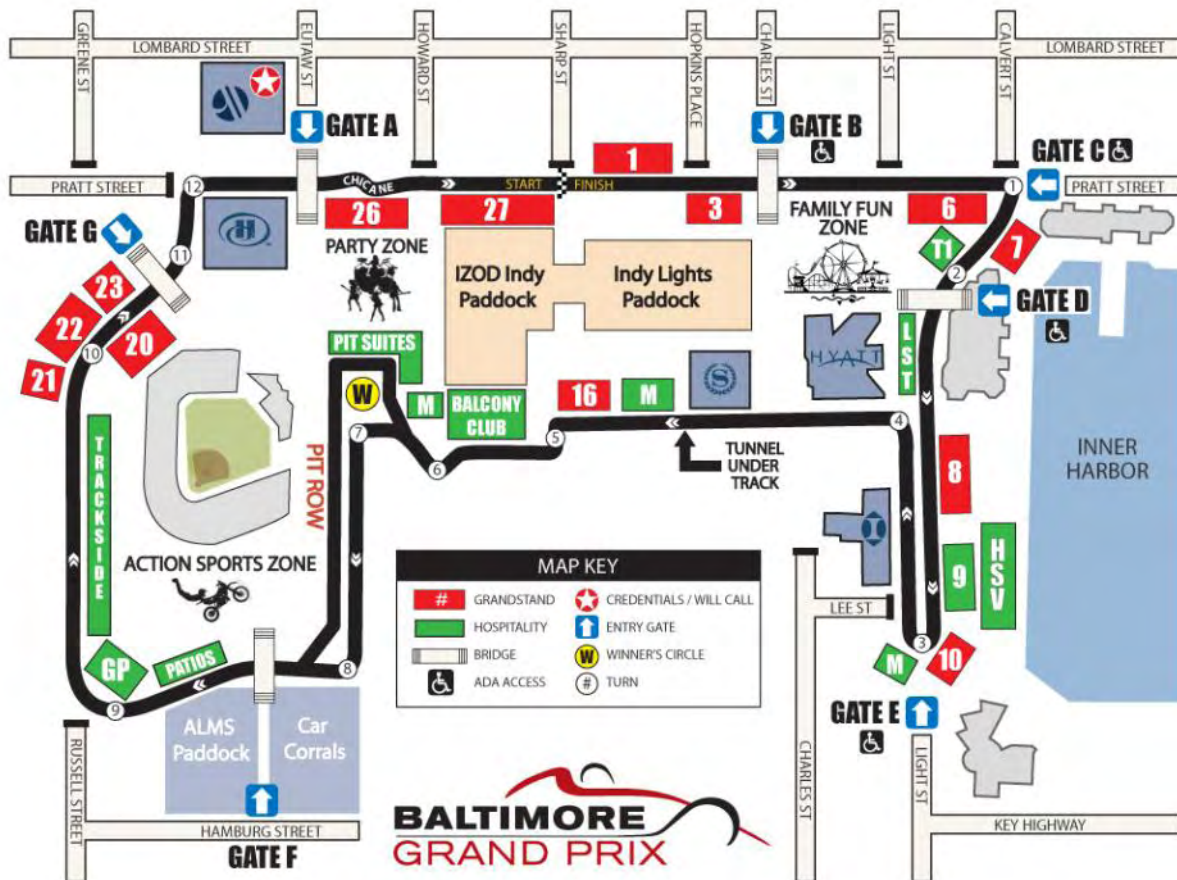 GREENE ST
EUTAW ST
HOWARD ST
SHARP ST
HOPKINS PLACE
CHARLES ST
LIGHT ST
CALVERT ST
LOMBARD STREET
LOMBARD STREET
GATE A
GATE B
GATE C
1
PRATT STREET
12
CHICANE
START
FINISH
1
PRATT STREET
26
27
3
6
7
GATE G
H
Hilton
11
PARTY ZONE
FAMILY FUN
ZONE
T1
2
IZOD Indy
Paddock
Indy Lights
Paddock
GATE D
23
22
20
10
21
PIT SUITES
HYATT
LST
W
M
BALCONY
CLUB
16
M
S
7
6
5
4
TUNNEL
UNDER
TRACK
INNER
HARBOR
TRACKSIDE
PIT ROW
8
ACTION SPORTS ZONE
9
HSV
I
MAP KEY
# GRANDSTAND
CREDENTIALS / WILL CALL
HOSPITALITY
ENTRY GATE
BRIDGE
W WINNER'S CIRCLE
ADA ACCESS
# TURN
LEE ST
3
10
M
GP
PATIOS
8
9
GATE E
ALMS
Paddock
Car
Corrals
RUSSELL STREET
CHARLES ST
LIGHT ST
HAMBURG STREET
GATE F
KEY HIGHWAY
BALTIMORE
GRAND PRIX